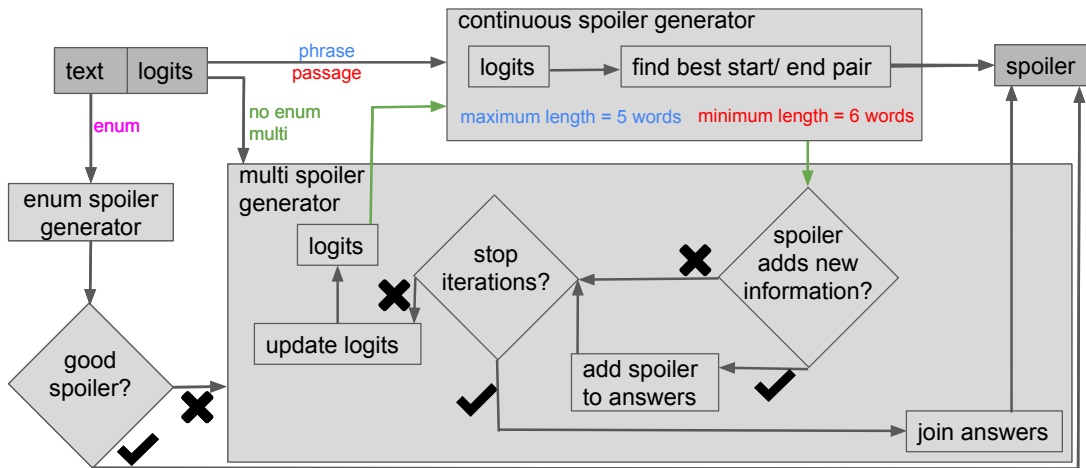 continuous spoiler generator
text
logits
phrase
passage
logits
find best start/ end pair
spoiler
maximum length = 5 words
minimum length = 6 words
enum
no enum
multi
multi spoiler
generator
enum spoiler
generator
logits
stop
iterations?
spoiler
adds new
information?
update logits
good
spoiler?
add spoiler
to answers
join answers